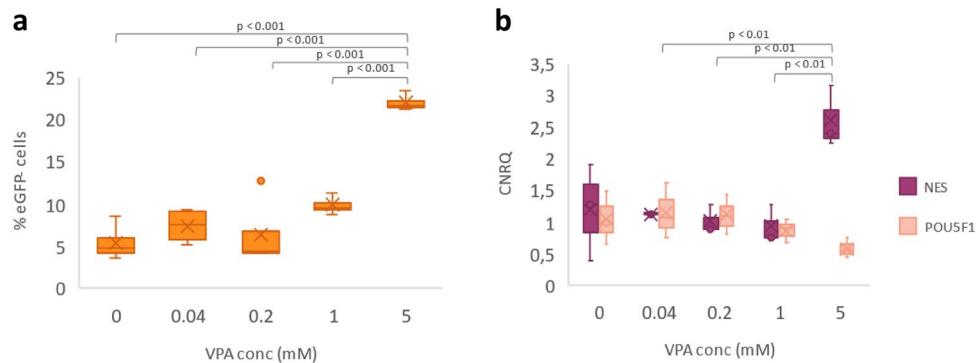 a
p < 0.001
p < 0.001
p < 0.001
p < 0.001
25
20
15
10
5
0
% eGFP- cells
0 0.04 0.2 1 5
VPA conc (mM)
b
p < 0.01
p < 0.01
p < 0.01
3,5
3
2,5
2
1,5
1
0,5
0
CNRQ
0 0.04 0.2 1 5
VPA conc (mM)
NES
POU5F1